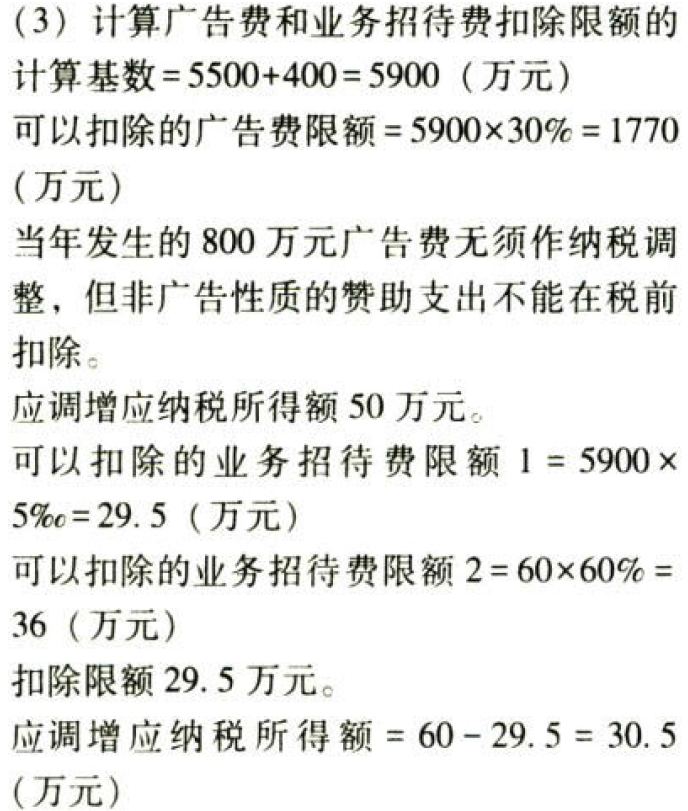 (3) 计算广告费和业务招待费扣除限额的
计算基数=5500+400=5900 (万元)
可以扣除的广告费限额=5900×30%=1770
(万元)
当年发生的 800 万元广告费无须作纳税调
整，但非广告性质的赞助支出不能在税前
扣除。
应调增应纳税所得额 50 万元。
可以扣除的业务招待费限额 1 = 5900 ×
5‰=29.5 (万元)
可以扣除的业务招待费限额 2=60×60%=
36 (万元)
扣除限额 29.5 万元。
应调增应纳税所得额 = 60-29.5 = 30.5
(万元)